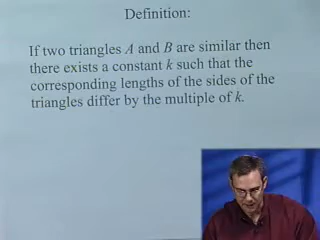 Definition:
If two triangles A and B are similar then
there exists a constant k such that the
corresponding lengths of the sides of the
triangles differ by the multiple of k.